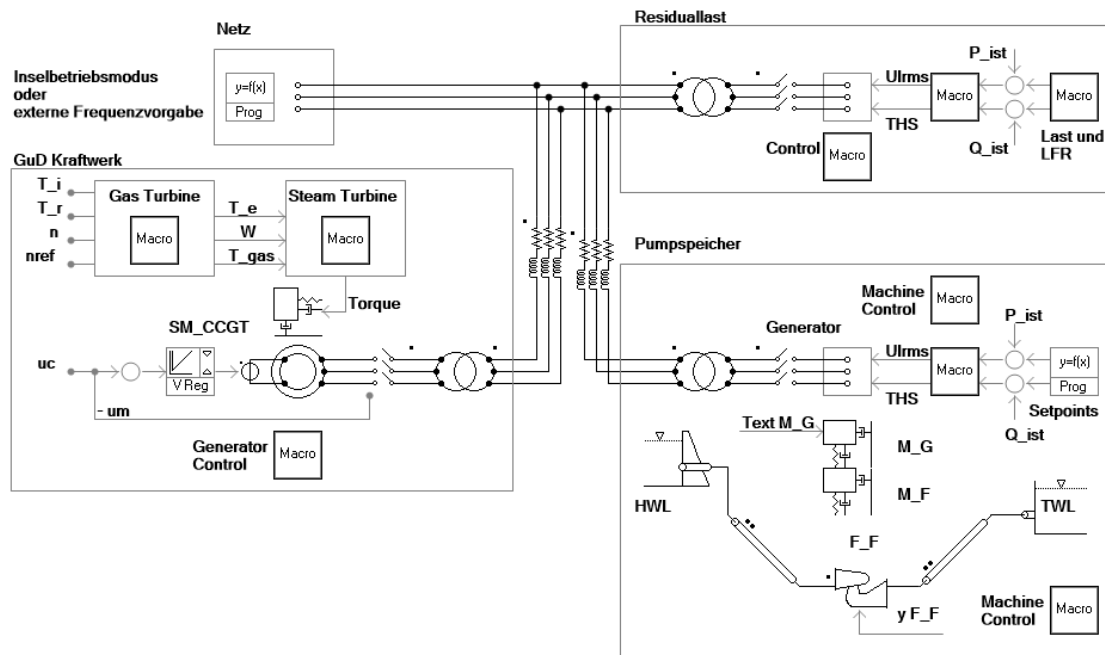 Residuallast
Netz
P_ist
Inselbetriebsmodus
oder
externe Frequenzvorgabe
y=f(x)
Prog
UIrms
Macro
Macro
THS
Control
Macro
Q_ist
Last und
LFR
GuD Kraftwerk
T_i
T_r
n
nref
Gas Turbine
Macro
T_e
W
T_gas
Steam Turbine
Macro
Torque
SM_CCGT
uc
V Reg
- um
Generator
Control
Macro
Pumpspeicher
Machine
Control
Macro
P_ist
Generator
UIrms
Macro
THS
y=f(x)
Prog
Setpoints
Q_ist
Text M_G
M_G
M_F
HWL
TWL
F_F
y F_F
Machine
Control
Macro